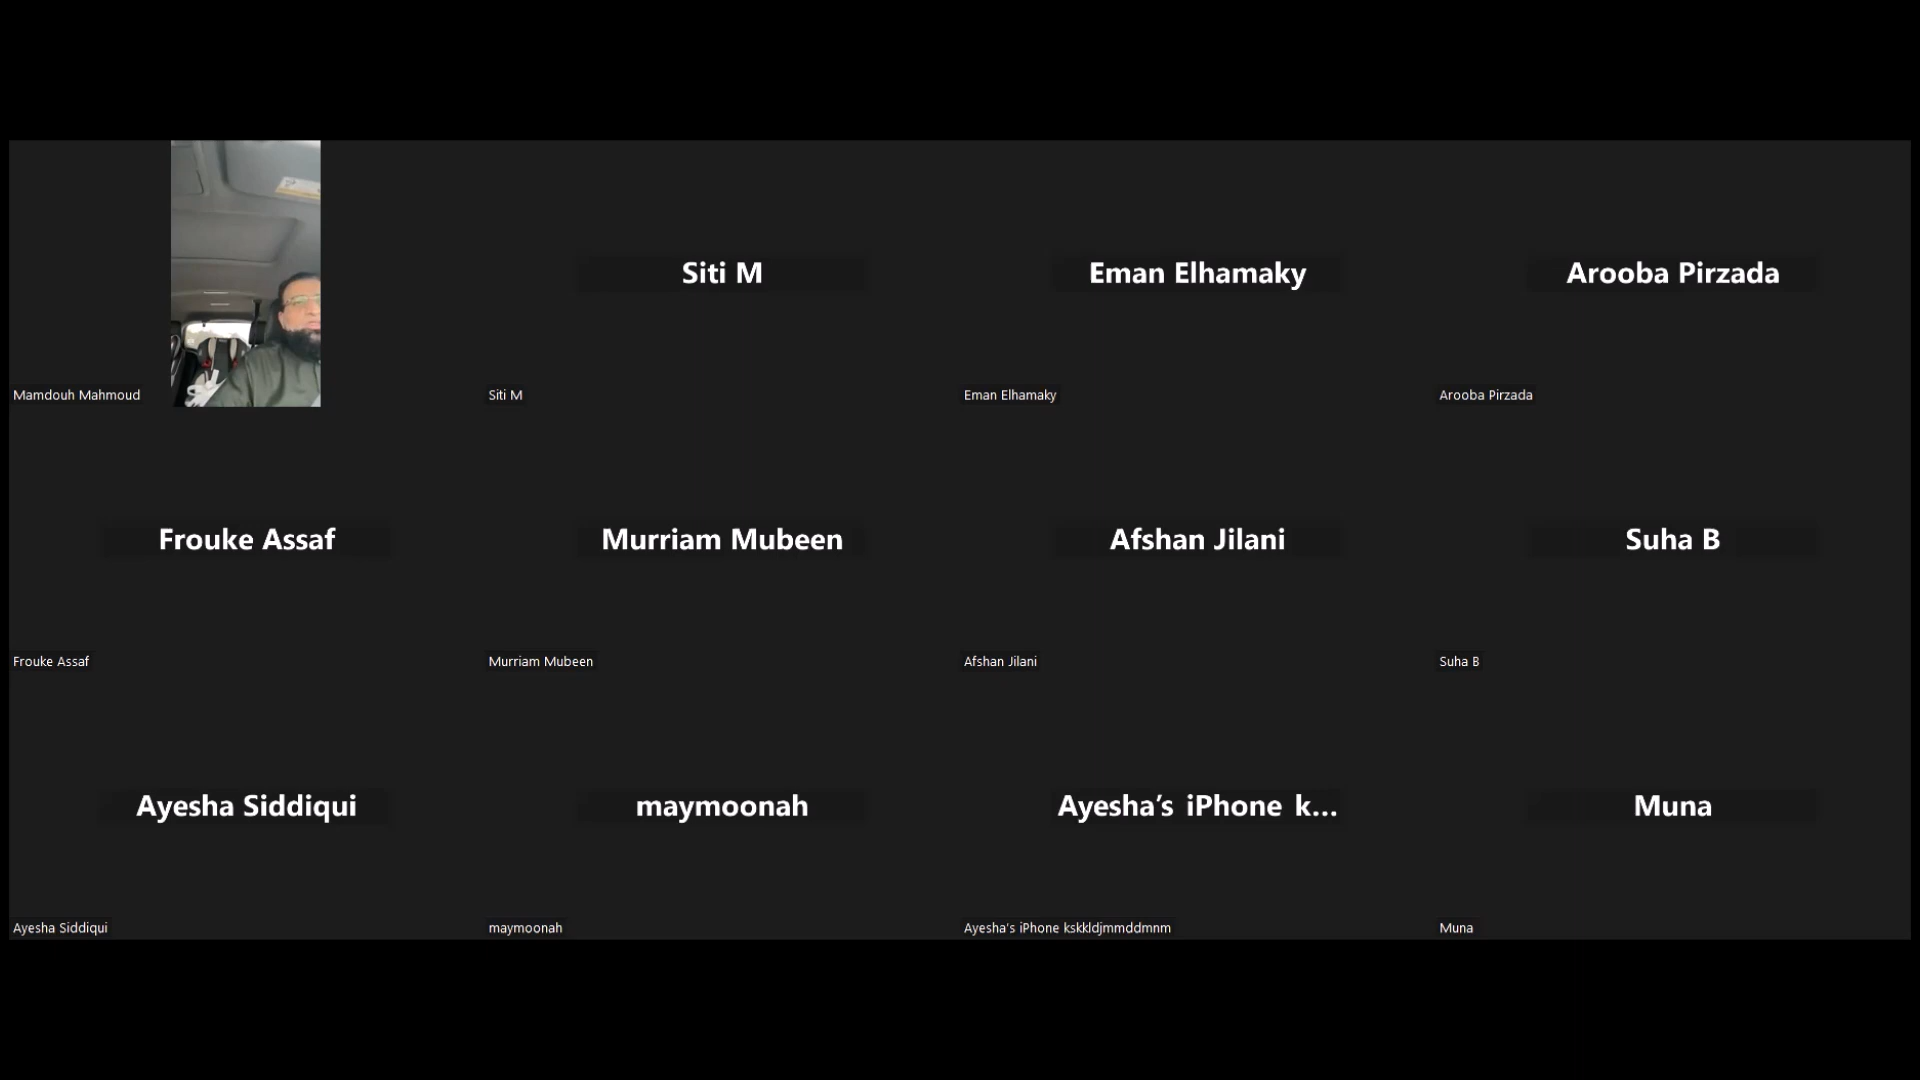 Mamdouh Mahmoud
Siti M
Siti M
Eman Elhamaky
Eman Elhamaky
Arooba Pirzada
Arooba Pirzada
Frouke Assaf
Frouke Assaf
Murriam Mubeen
Murriam Mubeen
Afshan Jilani
Afshan Jilani
Suha B
Suha B
Ayesha Siddiqui
Ayesha Siddiqui
maymoonah
maymoonah
Ayesha’s iPhone k...
Ayesha's iPhone kskkldjmmddmnm
Muna
Muna